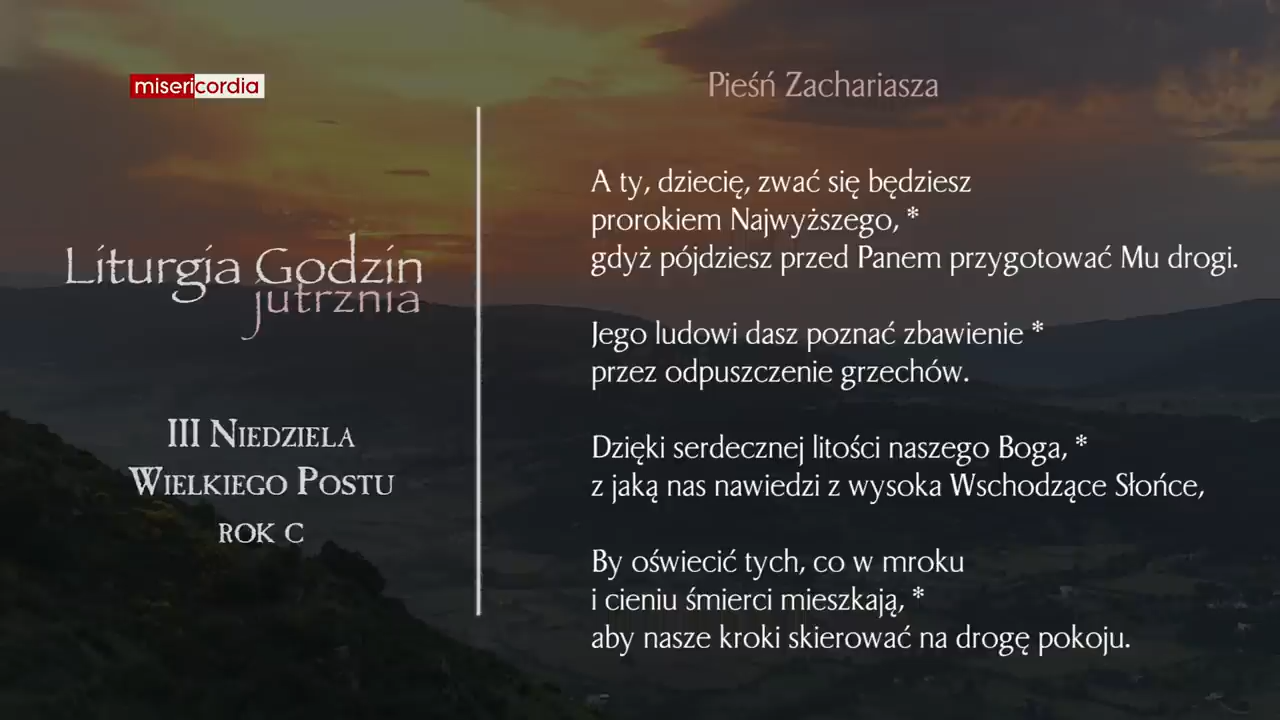 misericordia
Liturgia Godzin
jutrznia
III Niedziela
Wielkiego Postu
rok C
Pieśń Zachariasza
A ty, dziecię, zwać się będziesz
prorokiem Najwyższego, *
gdyż pójdziesz przed Panem przygotować Mu drogi.
Jego ludowi dasz poznać zbawienie *
przez odpuszczenie grzechów.
Dzięki serdecznej litości naszego Boga, *
z jaką nas nawiedzi z wysoka Wschodzące Słońce,
By oświecić tych, co w mroku
i cieniu śmierci mieszkają, *
aby nasze kroki skierować na drogę pokoju.